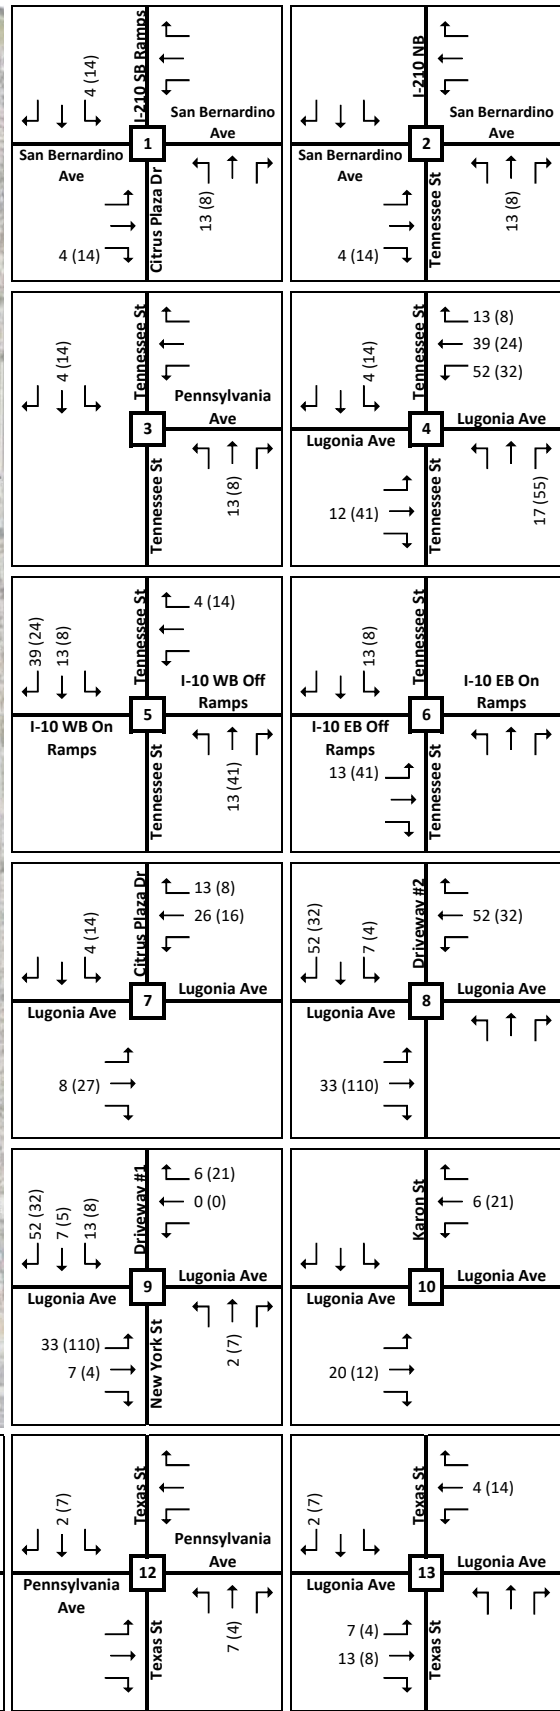 4 (14)
I-210 SB Ramps
San Bernardino
Ave
1
San Bernardino
Ave
Citrus Plaza Dr
4 (14)
13 (8)
I-210 NB
San Bernardino
Ave
2
San Bernardino
Ave
Tennessee St
4 (14)
13 (8)
4 (14)
Tennessee St
Pennsylvania
Ave
3
Tennessee St
13 (8)
4 (14)
Tennessee St
13 (8)
39 (24)
52 (32)
Lugonia Ave
4
Lugonia Ave
Tennessee St
12 (41)
17 (55)
39 (24)
13 (8)
Tennessee St
4 (14)
I-10 WB Off
Ramps
5
I-10 WB On
Ramps
Tennessee St
13 (41)
13 (8)
Tennessee St
I-10 EB On
Ramps
6
I-10 EB Off
Ramps
Tennessee St
13 (41)
4 (14)
Citrus Plaza Dr
13 (8)
26 (16)
Lugonia Ave
7
Lugonia Ave
8 (27)
52 (32)
7 (4)
Driveway #2
52 (32)
Lugonia Ave
8
Lugonia Ave
33 (110)
52 (32)
7 (5)
13 (8)
Driveway #1
6 (21)
0 (0)
Lugonia Ave
9
Lugonia Ave
New York St
33 (110)
7 (4)
2 (7)
Karon St
6 (21)
Lugonia Ave
10
Lugonia Ave
20 (12)
2 (7)
Texas St
Pennsylvania
Ave
12
Pennsylvania
Ave
Texas St
7 (4)
2 (7)
Texas St
4 (14)
Lugonia Ave
13
Lugonia Ave
Texas St
7 (4)
13 (8)